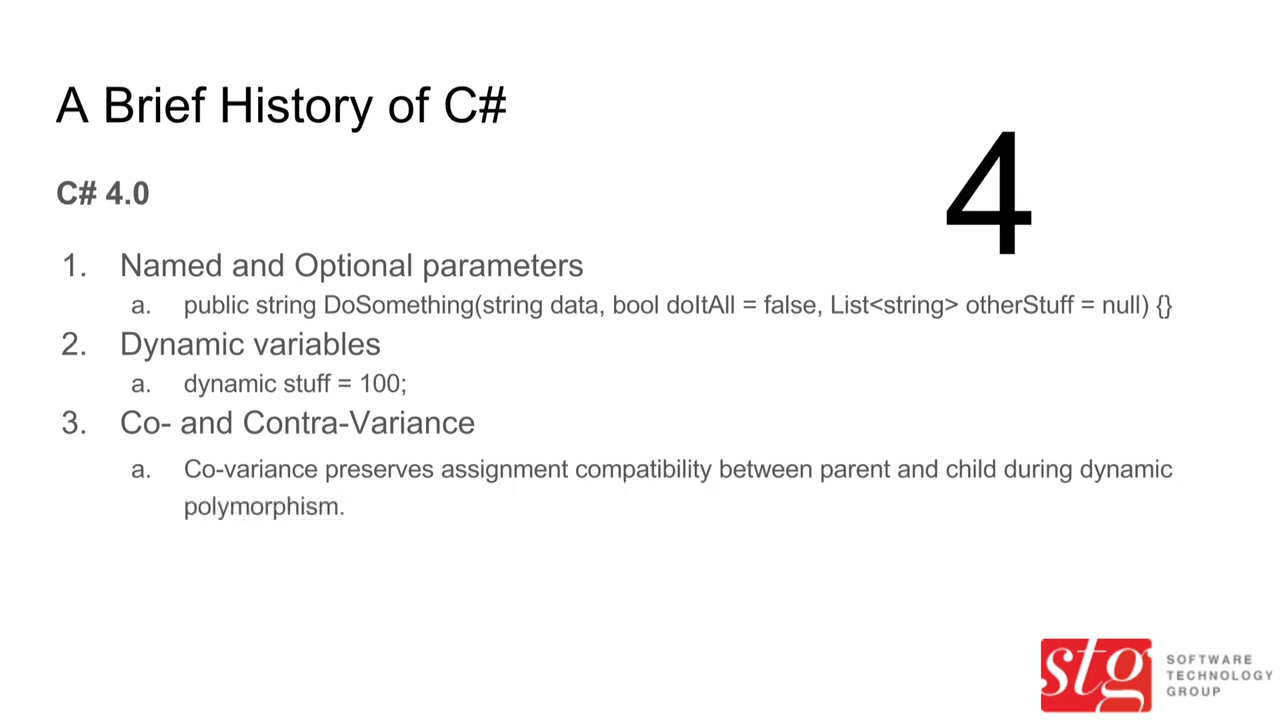 A Brief History of C#
4
C# 4.0
1. Named and Optional parameters
a. public string DoSomething(string data, bool doItAll = false, List<string> otherStuff = null) {}
2. Dynamic variables
a. dynamic stuff = 100;
3. Co- and Contra-Variance
a. Co-variance preserves assignment compatibility between parent and child during dynamic
polymorphism.
stg
SOFTWARE
TECHNOLOGY
GROUP